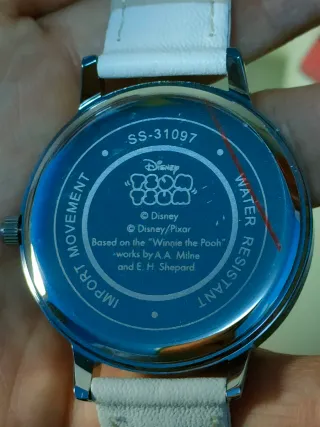 SS-31097
Disney
"TSUM
TSUM"
© Disney
© Disney/Pixar
Based on the "Winnie the Pooh"
works by A.A. Milne
and E. H. Shepard.
IMPORT MOVEMENT
WATER RESISTANT